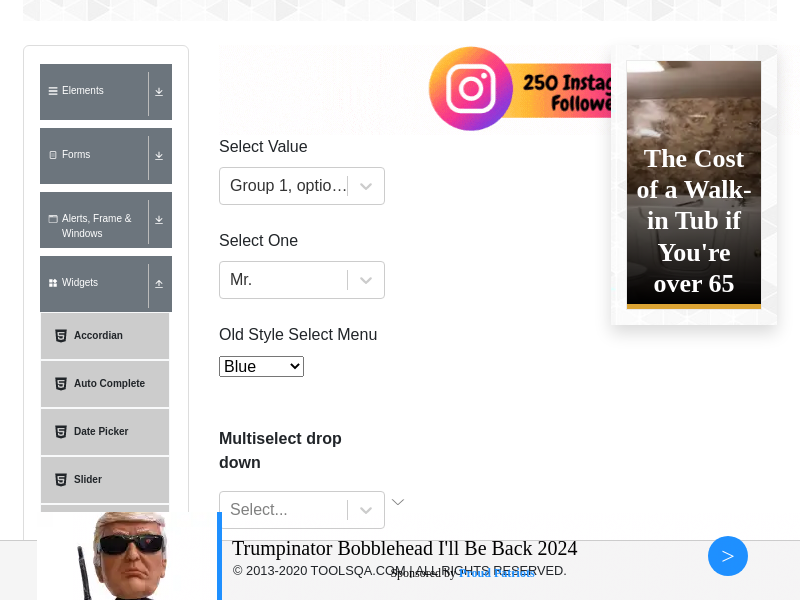 Elements
Forms
Alerts, Frame &
Windows
Widgets
Accordian
Auto Complete
Date Picker
Slider
250 Instag
Followe
Select Value
Group 1, optio...
Select One
Mr.
Old Style Select Menu
Blue
Multiselect drop
down
Select...
The Cost
of a Walk-
in Tub if
You're
over 65
Trumpinator Bobblehead I'll Be Back 2024
© 2013-2020 TOOLSQA.COM | ALL RIGHTS RESERVED.
Sponsored by Proud Patriots
>